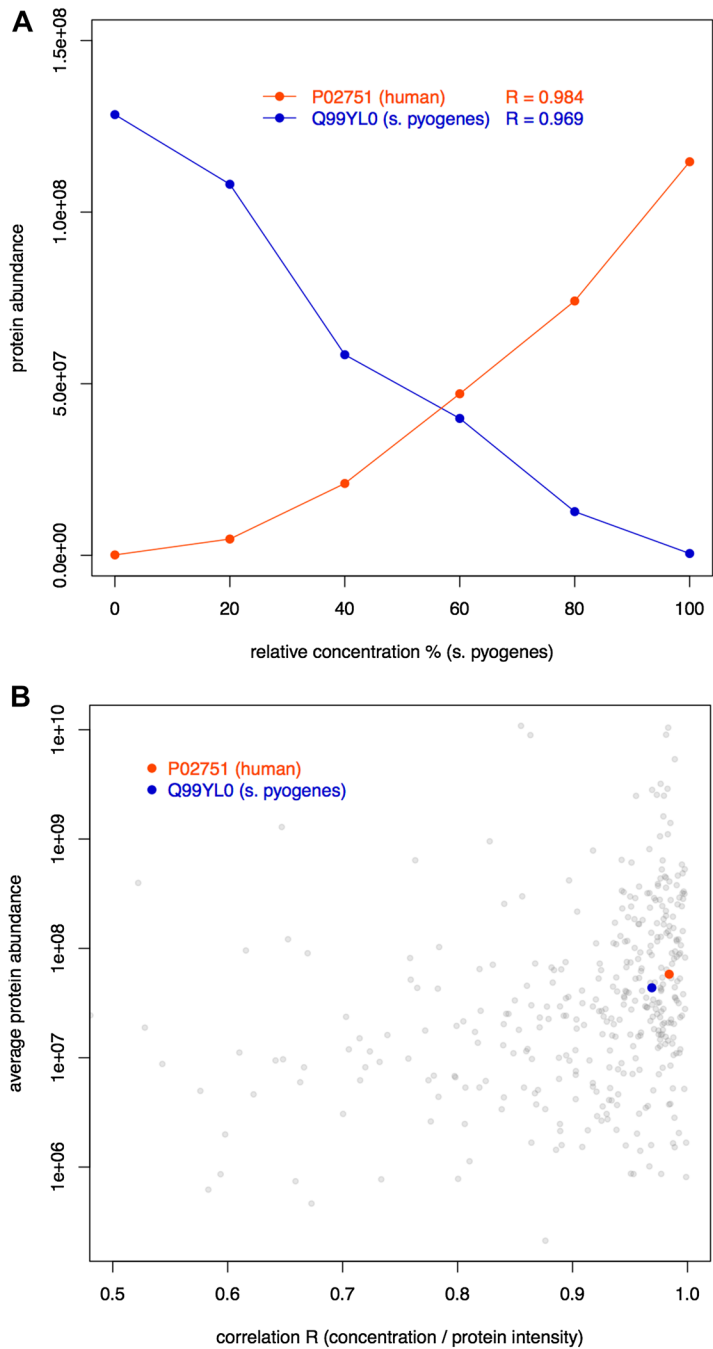 A
1.5e+08
1.0e+08
5.0e+07
0.0e+00
protein abundance
P02751 (human) R = 0.984
Q99YL0 (s. pyogenes) R = 0.969
0 20 40 60 80 100
relative concentration % (s. pyogenes)
B
1e+10
1e+09
1e+08
1e+07
1e+06
average protein abundance
P02751 (human)
Q99YL0 (s. pyogenes)
0.5 0.6 0.7 0.8 0.9 1.0
correlation R (concentration / protein intensity)